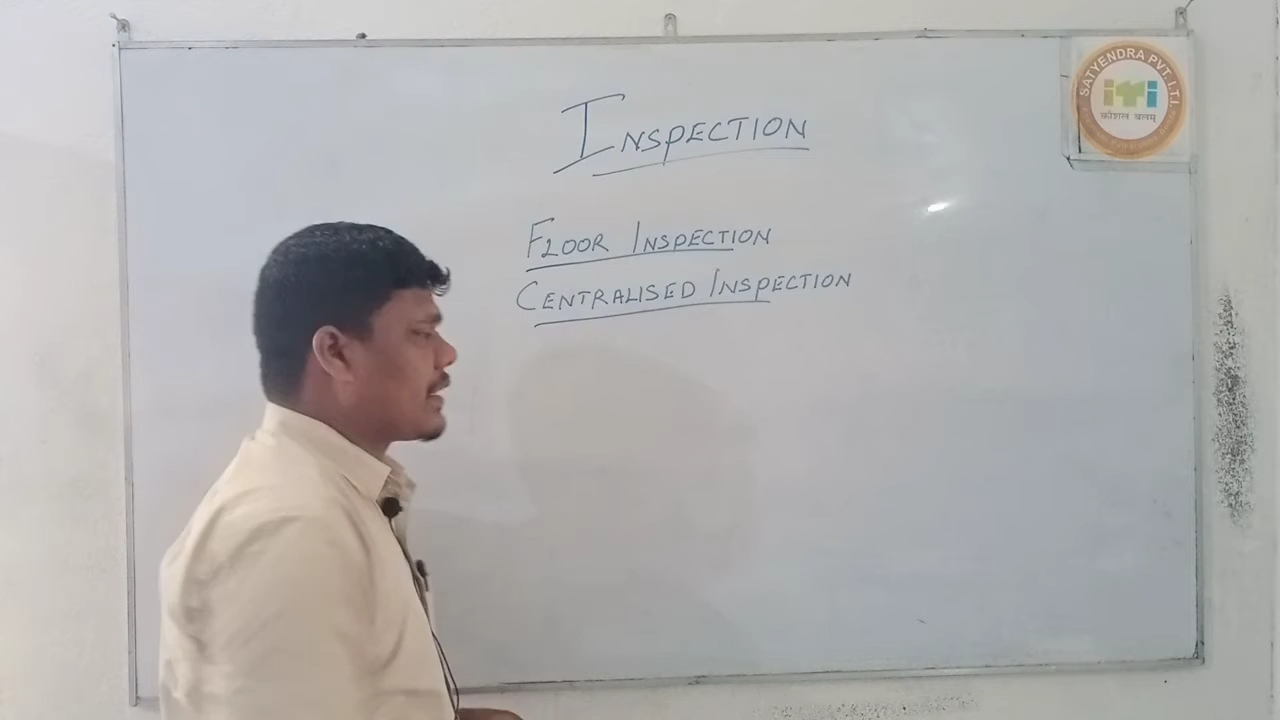 INSPECTION
FLOOR INSPECTION
CENTRALISED INSPECTION
SATYENDRA PVT. I.T.I.
iTi
कौशल बलम्